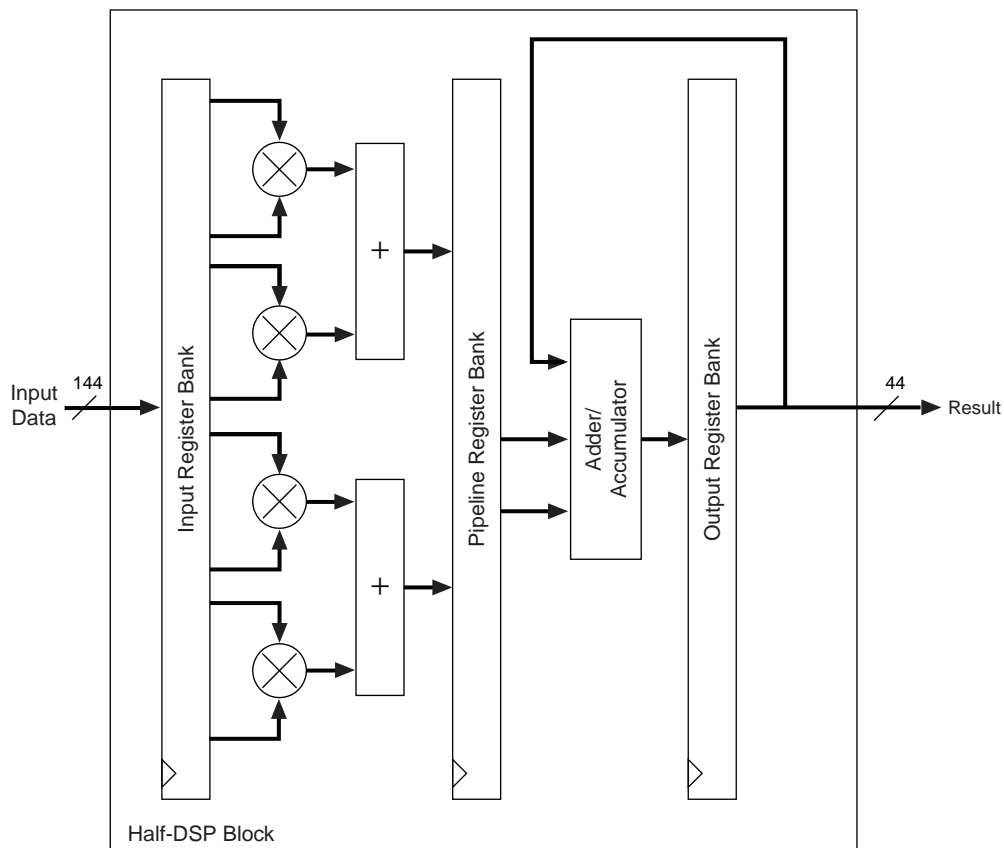 Input
Data
144
Input Register Bank
+
+
Pipeline Register Bank
Adder/
Accumulator
Output Register Bank
44
Result
Half-DSP Block